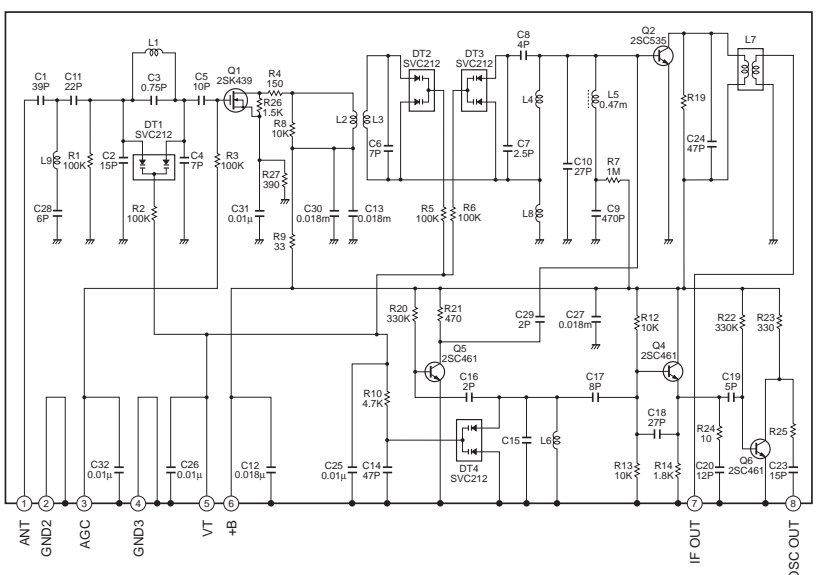 L1
C1
39P
C11
22P
C3
0.75P
C5
10P
Q1
2SK439
R4
150
R26
1.5K
R8
10K
L2
L3
DT2
SVC212
DT3
SVC212
C8
4P
Q2
2SC535
L7
L4
L5
0.47m
R19
C24
47P
DT1
SVC212
L9
R1
100K
C2
15P
C4
7P
R3
100K
C6
7P
C7
2.5P
C10
27P
R7
1M
C28
6P
R2
100K
C31
0.01µ
R27
390
C30
0.018m
C13
0.018m
R5
100K
R6
100K
L8
C9
470P
R9
33
R20
330K
R21
470
C29
2P
C27
0.018m
R12
10K
R22
330K
R23
330
Q5
2SC461
Q4
2SC461
R10
4.7K
C16
2P
C17
8P
C19
5P
C18
27P
C15
L6
R24
10
R25
Q6
2SC461
C32
0.01µ
C26
0.01µ
C12
0.018µ
C25
0.01µ
C14
47P
DT4
SVC212
R13
10K
R14
1.8K
C20
12P
C23
15P
1
2
3
4
5
6
7
8
ANT
GND2
AGC
GND3
VT
+B
IF OUT
OSC OUT